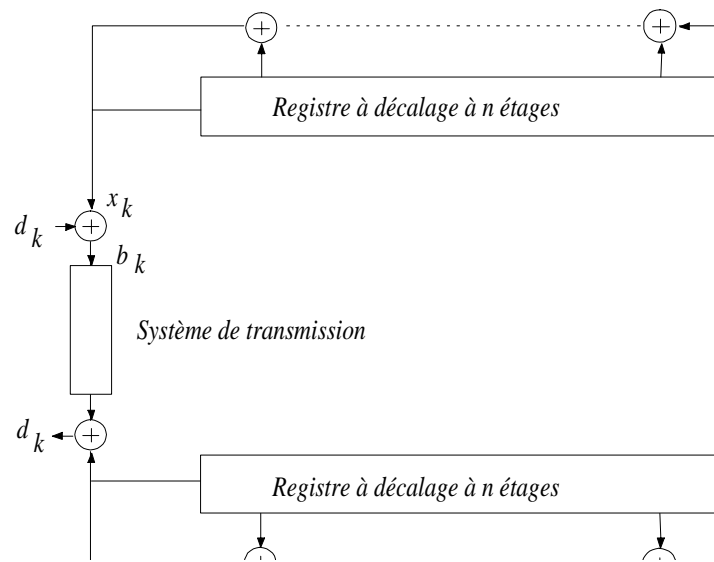 Registre à décalage à n étages
x k
d k
b k
Système de transmission
d k
Registre à décalage à n étages